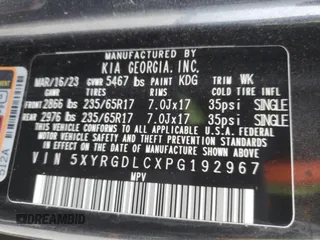 MFD BY
KIA GEORGIA, INC.
MAR/16/23 GVWR 5467 lbs PAINT KDG TRIM WK
GAWR TIRES RIMS COLD TIRE INFL
FRONT 2866 lbs 235/65R17 7.0Jx17 35psi SINGLE
REAR 2976 lbs 235/65R17 7.0Jx17 35psi SINGLE
THIS VEHICLE CONFORMS TO ALL APPLICABLE U.S. FEDERAL MOTOR
VEHICLE SAFETY AND THEFT PREVENTION STANDARDS IN EFFECT ON THE
DATE OF MANUFACTURE SHOWN ABOVE.
VIN 5XYRGDLCXPG192967
MPV
DREAMBID